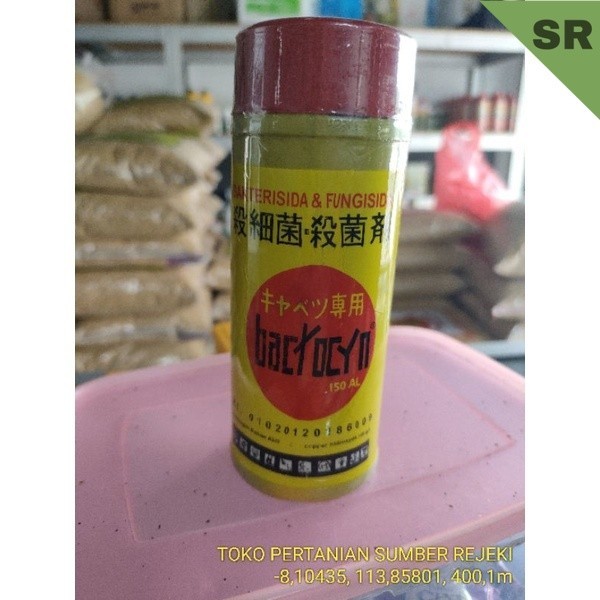 SR
BAKTERISIDA & FUNGISIDA
殺細菌・殺菌剤
キャベツ専用
bactocyn
150 AL
TOKO PERTANIAN SUMBER REJEKI
-8,10435, 113,85801, 400,1m